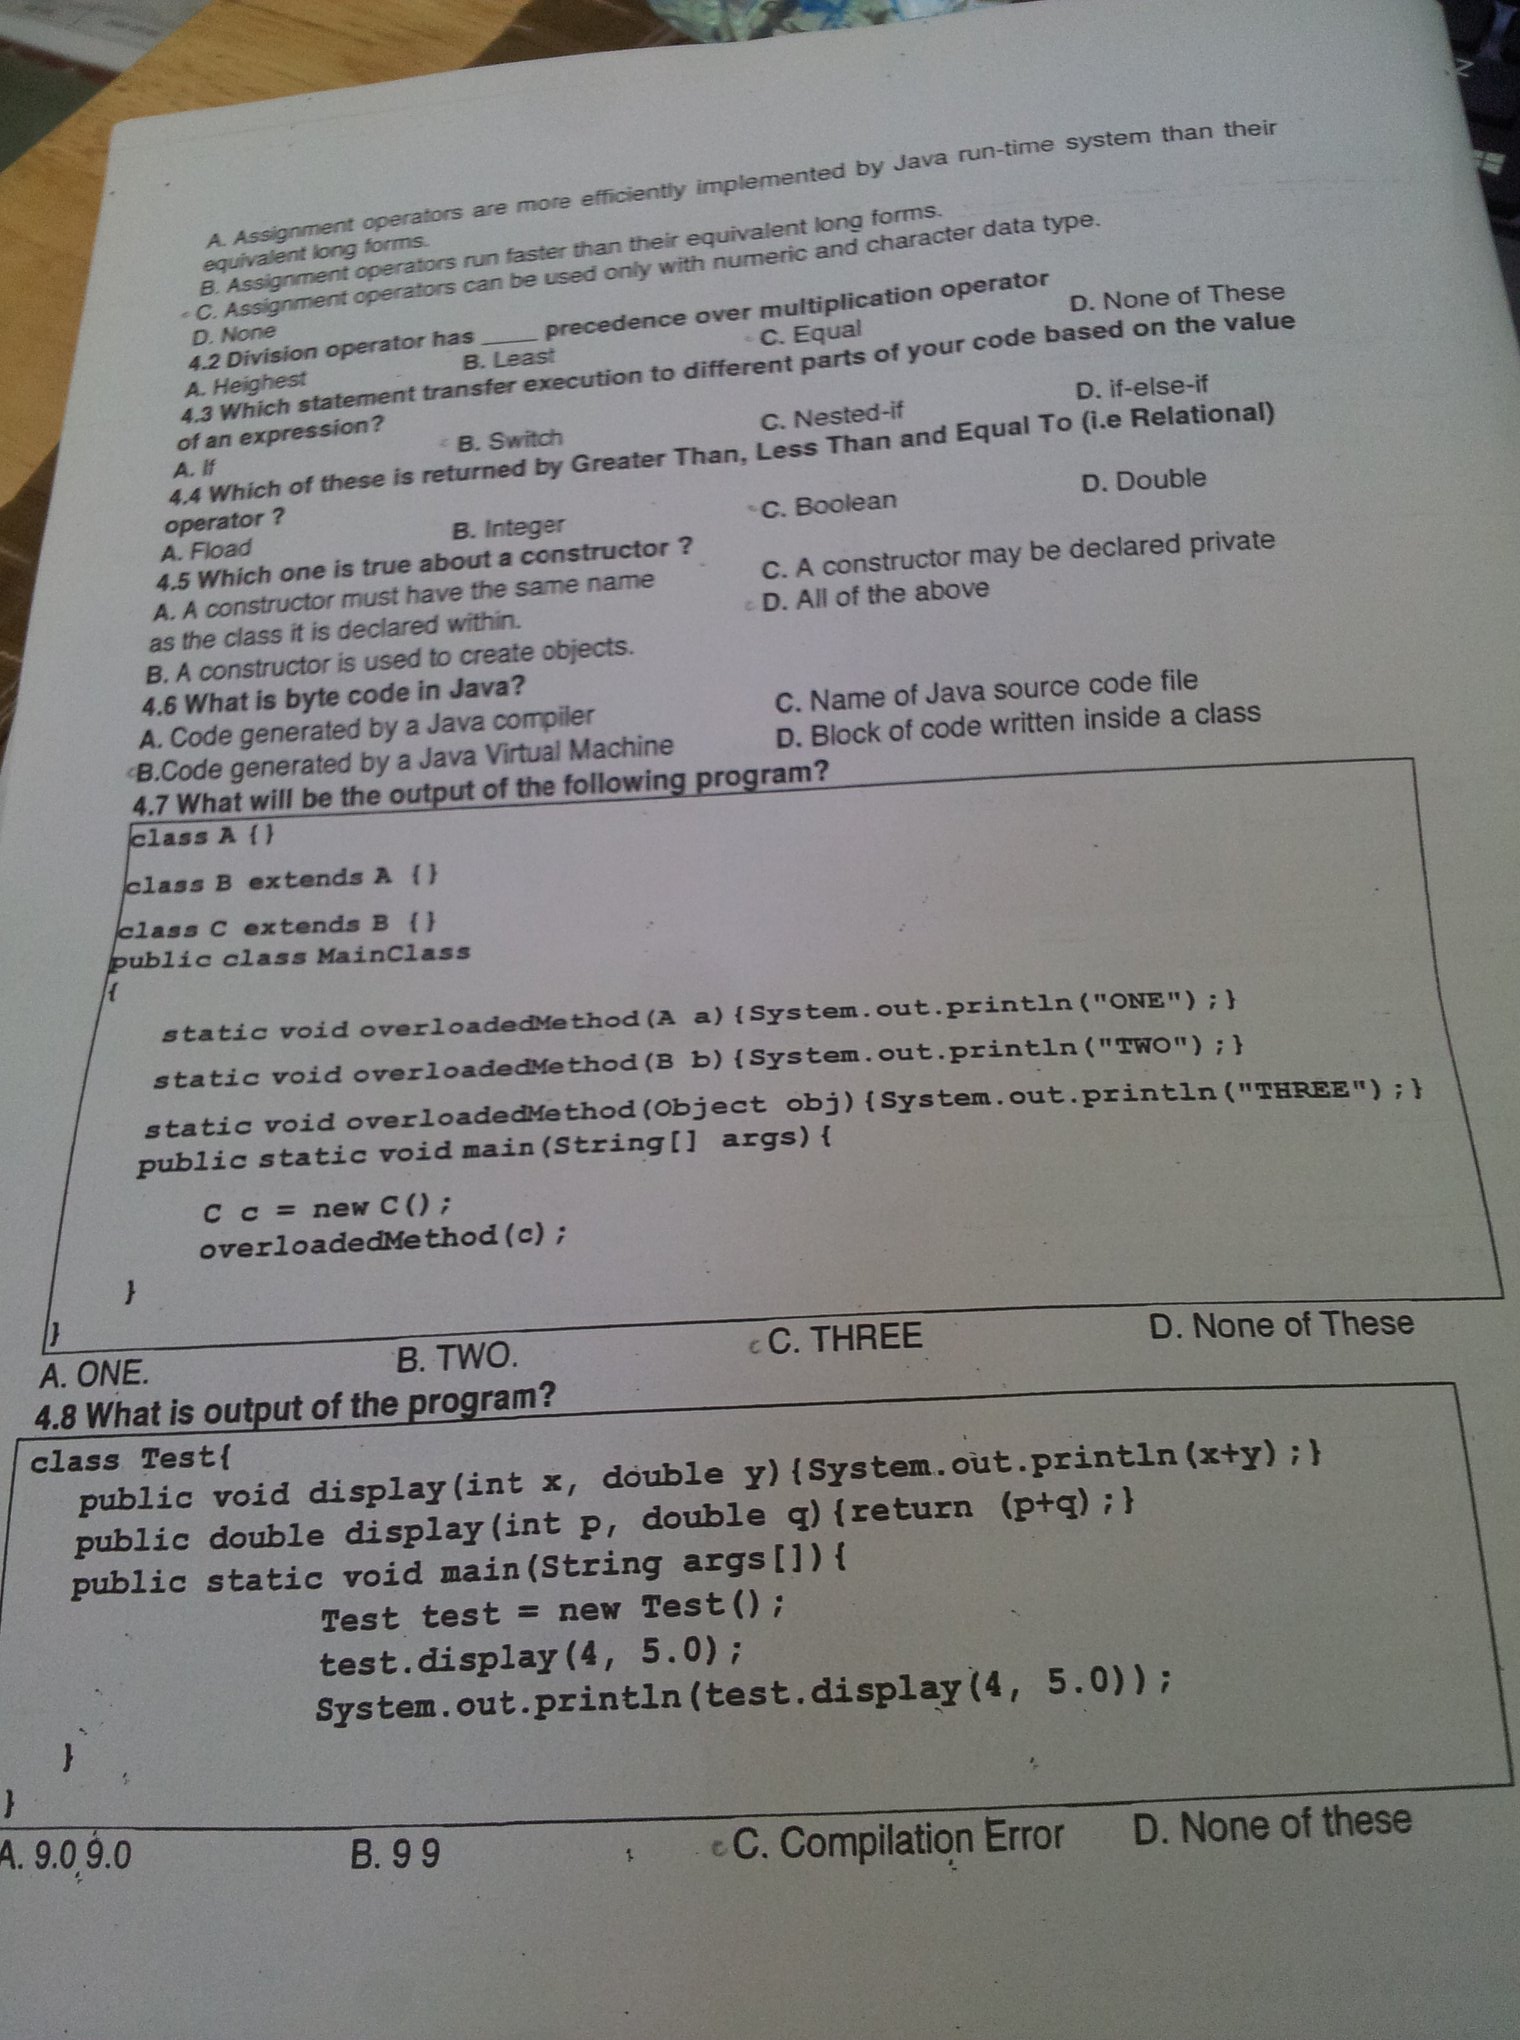 A. Assignment operators are more efficiently implemented by Java run-time system than their
equivalent long forms.
B. Assignment operators run faster than their equivalent long forms.
C. Assignment operators can be used only with numeric and character data type.
D. None
4.2 Division operator has ____ precedence over multiplication operator
A. Heighest B. Least C. Equal D. None of These
4.3 Which statement transfer execution to different parts of your code based on the value
of an expression?
A. If B. Switch C. Nested-if D. if-else-if
4.4 Which of these is returned by Greater Than, Less Than and Equal To (i.e Relational)
operator ?
A. Fload B. Integer C. Boolean D. Double
4.5 Which one is true about a constructor ?
A. A constructor must have the same name C. A constructor may be declared private
as the class it is declared within. D. All of the above
B. A constructor is used to create objects.
4.6 What is byte code in Java?
A. Code generated by a Java compiler C. Name of Java source code file
B.Code generated by a Java Virtual Machine D. Block of code written inside a class
4.7 What will be the output of the following program?
class A {}
class B extends A {}
class C extends B {}
public class MainClass
{
static void overloadedMethod(A a){System.out.println("ONE");}
static void overloadedMethod(B b){System.out.println("TWO");}
static void overloadedMethod(Object obj){System.out.println("THREE");}
public static void main(String[] args){
C c = new C();
overloadedMethod(c);
}
}
A. ONE. B. TWO. C. THREE D. None of These
4.8 What is output of the program?
class Test{
public void display(int x, double y){System.out.println(x+y);}
public double display(int p, double q){return (p+q);}
public static void main(String args[]){
Test test = new Test();
test.display(4, 5.0);
System.out.println(test.display(4, 5.0));
}
}
A. 9.0 9.0 B. 9 9 C. Compilation Error D. None of these